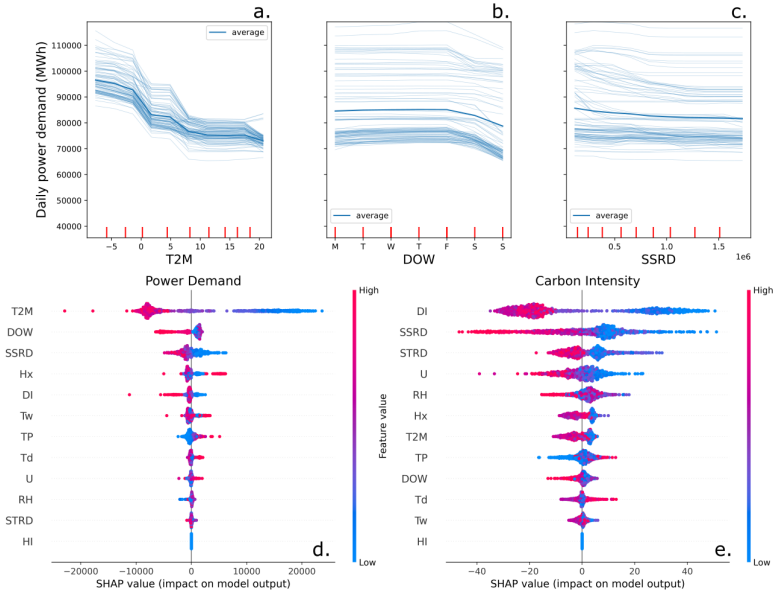 a.
b.
c.
average
110000
100000
90000
80000
70000
60000
50000
40000
Daily power demand (MWh)
−5 0 5 10 15 20
T2M
average
M T W T F S S
DOW
average
0.5 1.0 1.5
1e6
SSRD
Power Demand
T2M
DOW
SSRD
Hx
DI
Tw
TP
Td
U
RH
STRD
HI
−20000 −10000 0 10000 20000
SHAP value (impact on model output)
d.
High
Low
Feature value
Carbon Intensity
DI
SSRD
STRD
U
RH
Hx
T2M
TP
DOW
Td
Tw
HI
−40 −20 0 20 40
SHAP value (impact on model output)
e.
High
Low